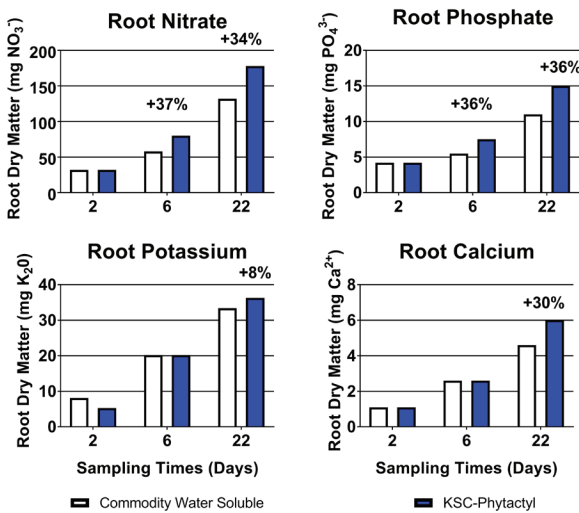 Root Nitrate
Root Dry Matter (mg NO₃⁻)
200
150
100
50
0
+37%
+34%
2 6 22
Root Phosphate
Root Dry Matter (mg PO₄³⁻)
20
15
10
5
0
+36%
+36%
2 6 22
Root Potassium
Root Dry Matter (mg K₂0)
40
30
20
10
0
+8%
2 6 22
Sampling Times (Days)
Root Calcium
Root Dry Matter (mg Ca²⁺)
8
6
4
2
0
+30%
2 6 22
Sampling Times (Days)
Commodity Water Soluble
KSC-Phytactyl